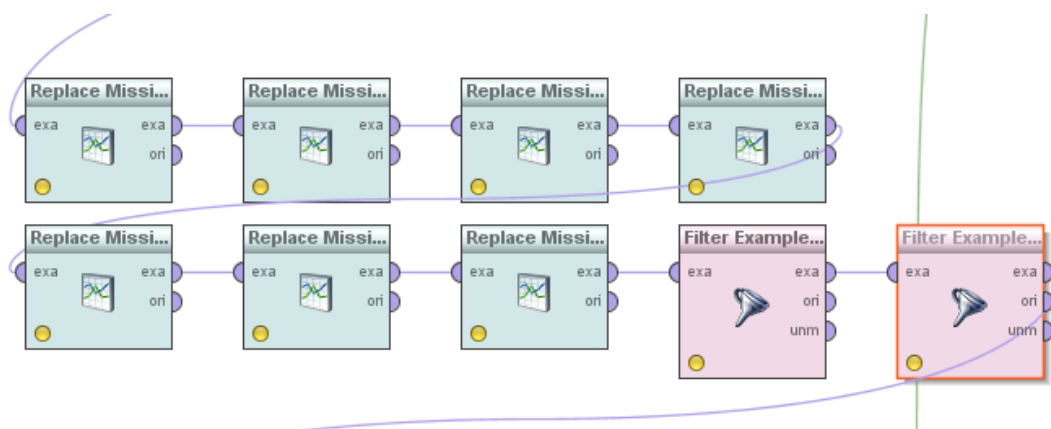 Replace Missi... Replace Missi... Replace Missi... Replace Missi...
exa exa exa exa exa exa exa exa
ori ori ori ori
Replace Missi... Replace Missi... Replace Missi... Filter Example... Filter Example...
exa exa exa exa exa exa exa exa exa exa
ori ori ori ori ori
unm unm